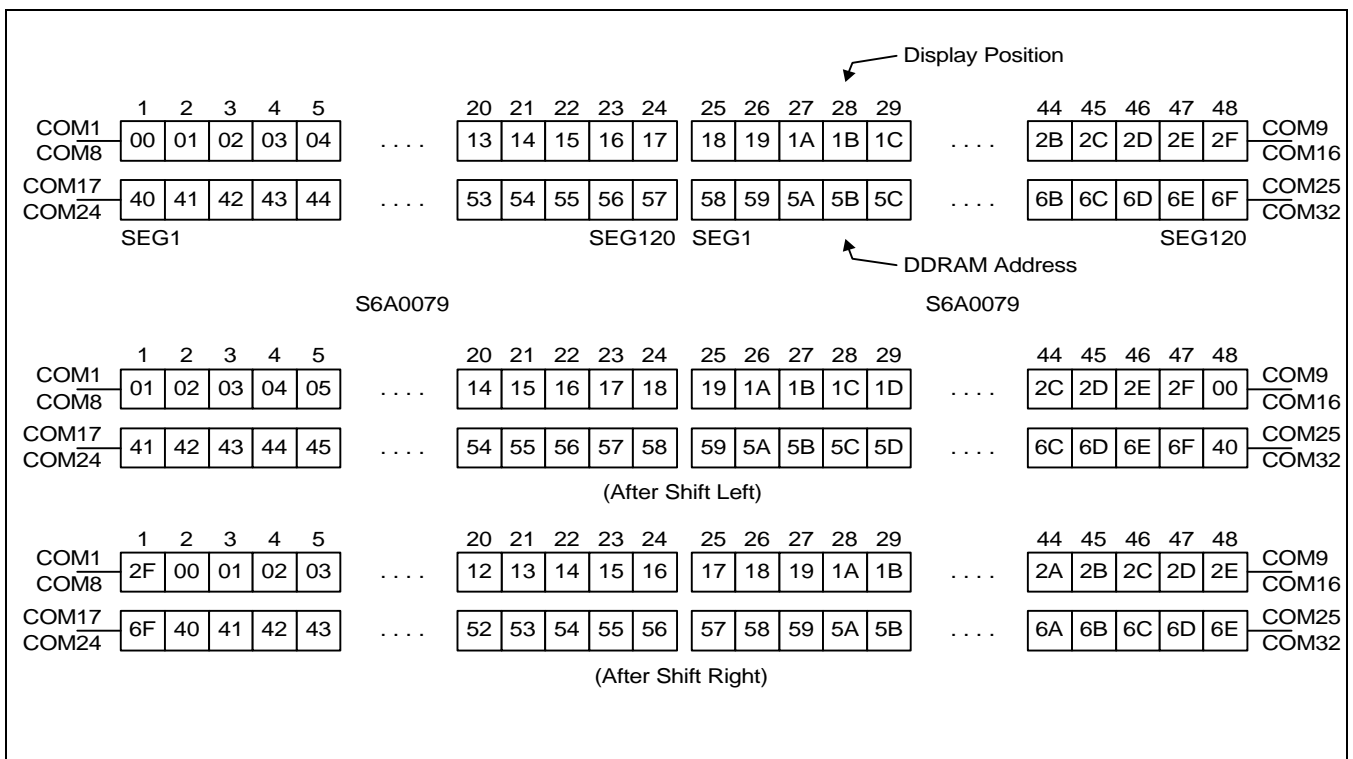 Display Position
1 2 3 4 5 20 21 22 23 24 25 26 27 28 29 44 45 46 47 48
COM1 COM9
00 01 02 03 04 . . . . 13 14 15 16 17 18 19 1A 1B 1C . . . . 2B 2C 2D 2E 2F
COM8 COM16
COM17 COM25
40 41 42 43 44 . . . . 53 54 55 56 57 58 59 5A 5B 5C . . . . 6B 6C 6D 6E 6F
COM24 COM32
SEG1 SEG120 SEG1 SEG120
DDRAM Address
S6A0079 S6A0079
1 2 3 4 5 20 21 22 23 24 25 26 27 28 29 44 45 46 47 48
COM1 COM9
01 02 03 04 05 . . . . 14 15 16 17 18 19 1A 1B 1C 1D . . . . 2C 2D 2E 2F 00
COM8 COM16
COM17 COM25
41 42 43 44 45 . . . . 54 55 56 57 58 59 5A 5B 5C 5D . . . . 6C 6D 6E 6F 40
COM24 COM32
(After Shift Left)
1 2 3 4 5 20 21 22 23 24 25 26 27 28 29 44 45 46 47 48
COM1 COM9
2F 00 01 02 03 . . . . 12 13 14 15 16 17 18 19 1A 1B . . . . 2A 2B 2C 2D 2E
COM8 COM16
COM17 COM25
6F 40 41 42 43 . . . . 52 53 54 55 56 57 58 59 5A 5B . . . . 6A 6B 6C 6D 6E
COM24 COM32
(After Shift Right)